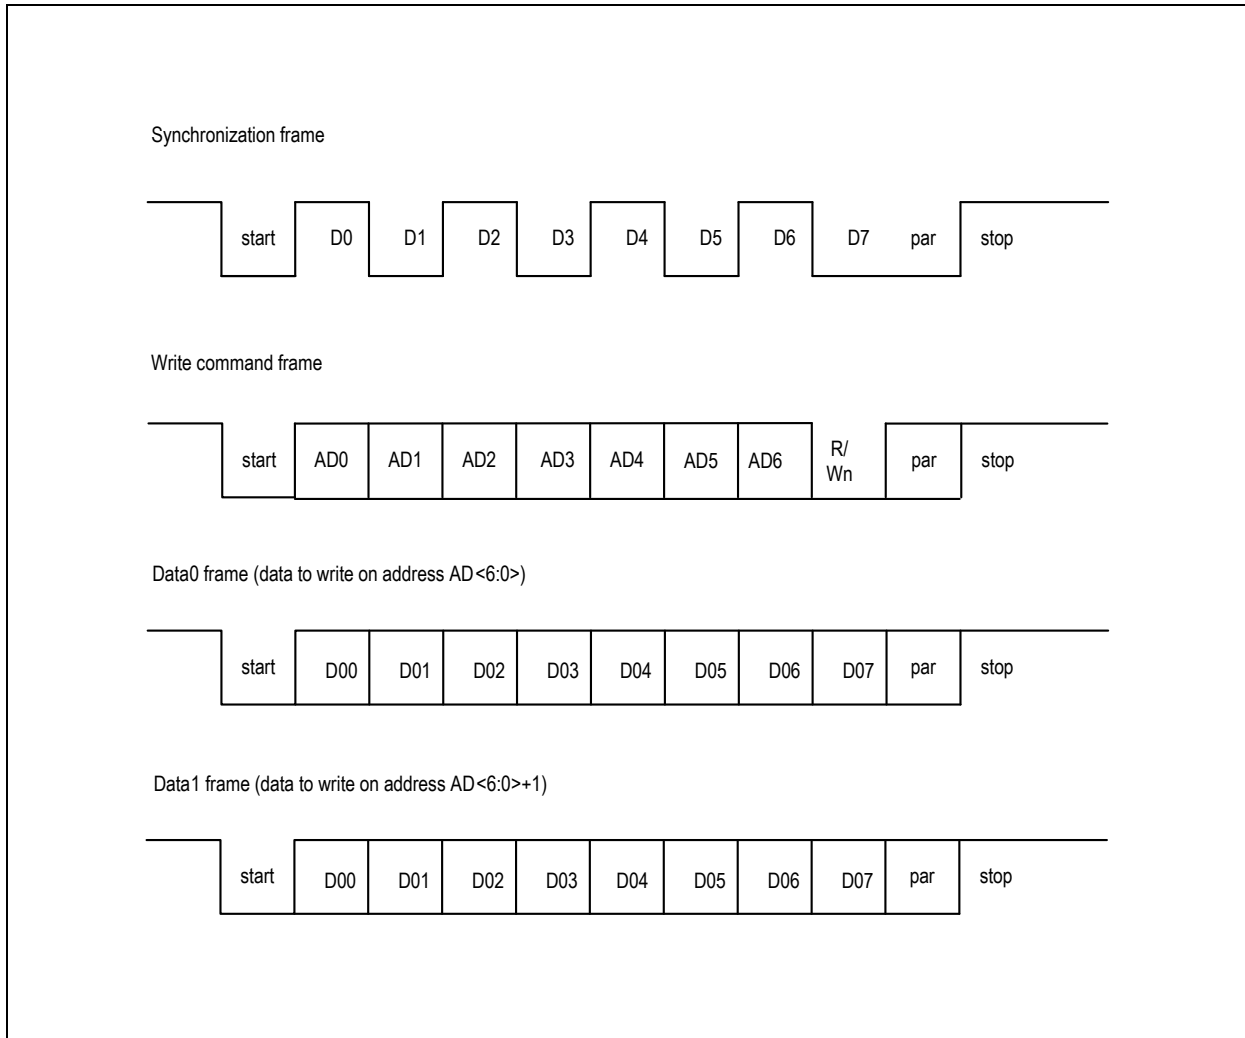 Synchronization frame
start D0 D1 D2 D3 D4 D5 D6 D7 par stop
Write command frame
start AD0 AD1 AD2 AD3 AD4 AD5 AD6 R/ Wn par stop
Data0 frame (data to write on address AD<6:0>)
start D00 D01 D02 D03 D04 D05 D06 D07 par stop
Data1 frame (data to write on address AD<6:0>+1)
start D00 D01 D02 D03 D04 D05 D06 D07 par stop